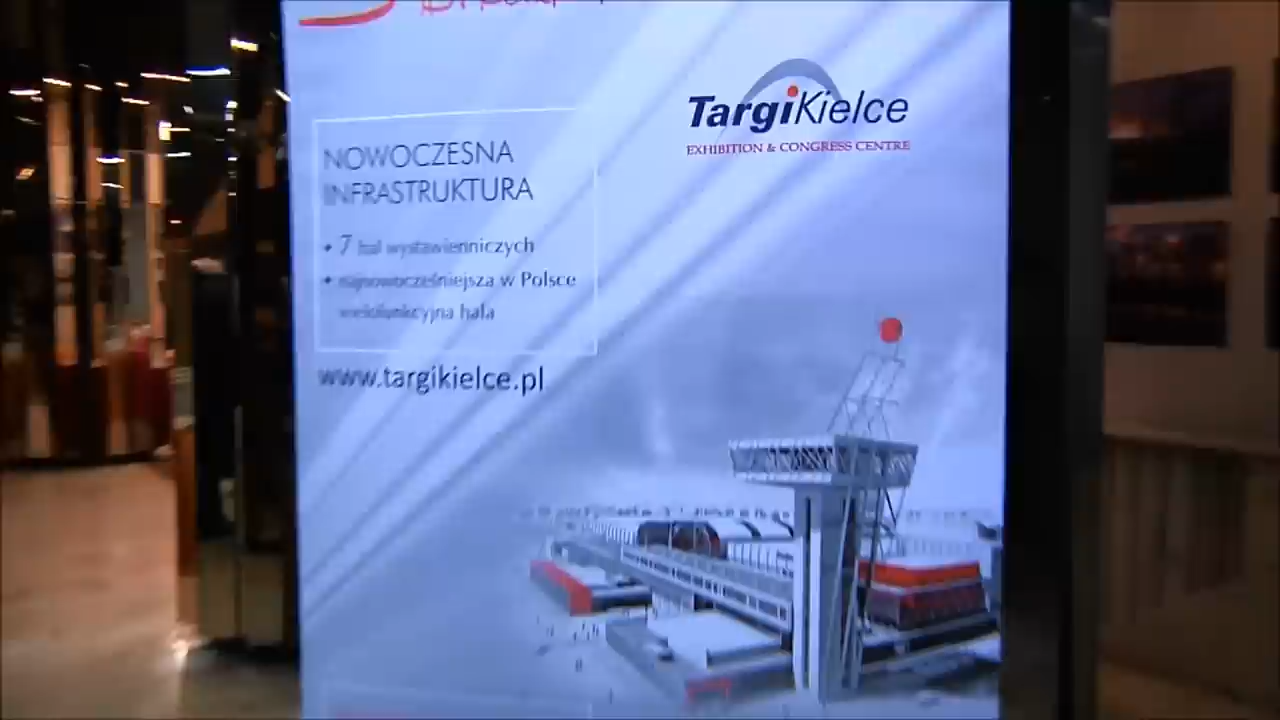 TargiKielce
EXHIBITION & CONGRESS CENTRE
NOWOCZESNA
INFRASTRUKTURA
• 7 hal wystawienniczych
• najnowocześniejsza w Polsce
wielofunkcyjna hala
www.targikielce.pl